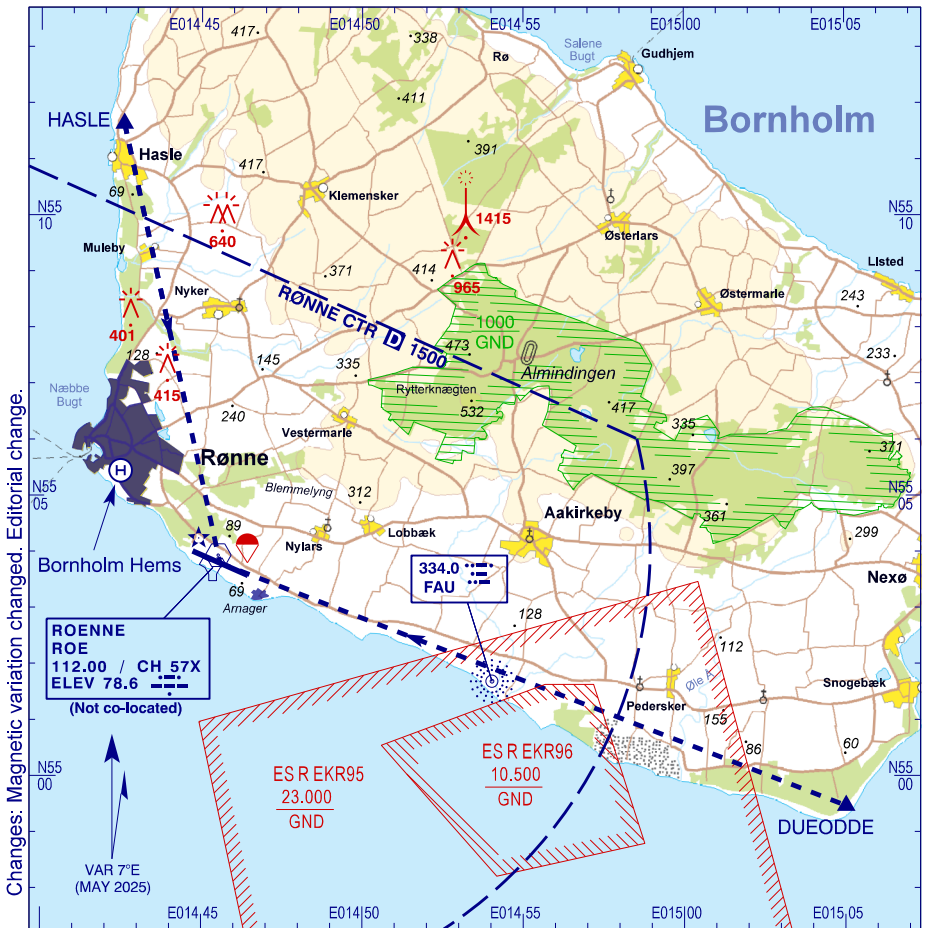 E014 45
E014 50
E014 55
E015 00
E015 05
417
338
Rø
Salene
Bugt
Gudhjem
411
HASLE
Bornholm
391
Hasle
417
69
Klemensker
N55
10
N55
10
1415
640
Østerlars
Muleby
371
414
965
LIsted
Nyker
RØNNE CTR D 1500
1000
GND
Østermarle
243
401
473
128
145
335
Almindingen
233
Næbbe
Bugt
415
Rytterknægten
532
240
417
Vestermarle
335
371
Rønne
H
397
Blemmelyng
312
N55
05
N55
05
361
Aakirkeby
89
Nylars
Lobbæk
299
Bornholm Hems
334.0
FAU
Nexø
69
Arnager
128
ROENNE
ROE
112.00 / CH 57X
ELEV 78.6
(Not co-located)
112
Øle Å
Snogebæk
Pedersker
155
86
60
ES R EKR95
23.000
GND
ES R EKR96
10.500
GND
N55
00
N55
00
DUEODDE
VAR 7°E
(MAY 2025)
E014 45
E014 50
E014 55
E015 00
E015 05
Changes: Magnetic variation changed. Editorial change.